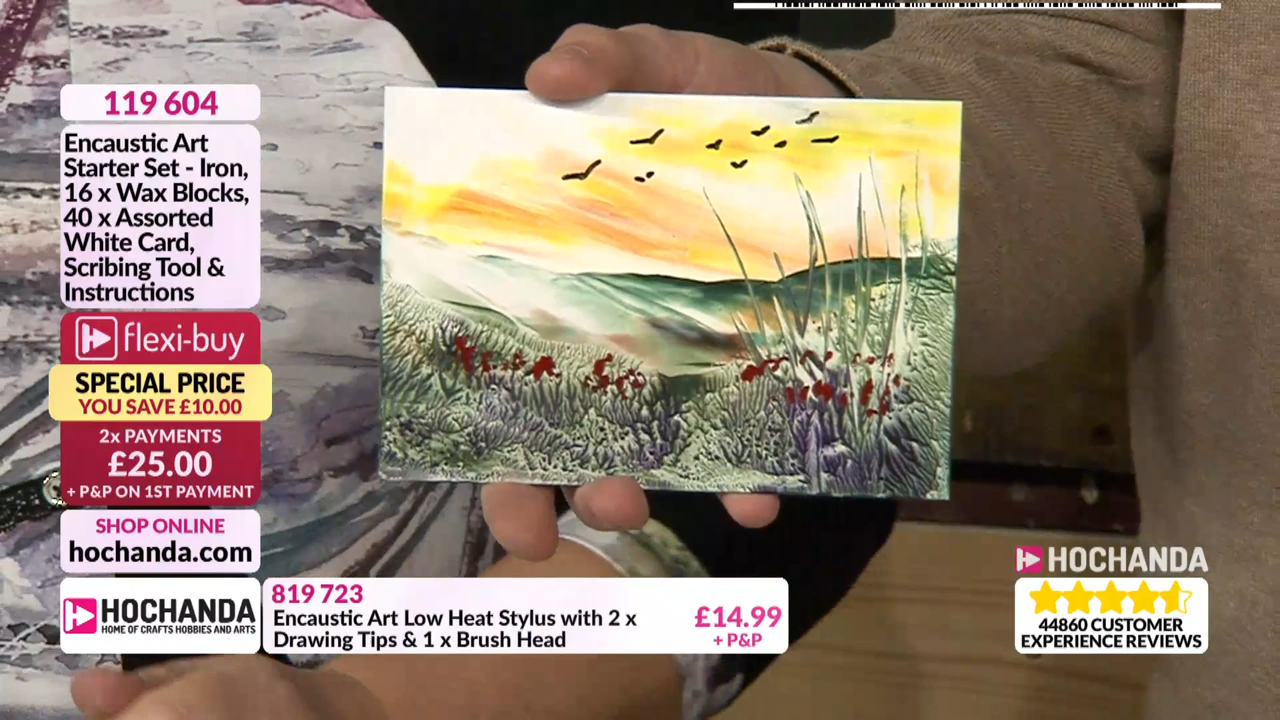 119 604
Encaustic Art
Starter Set - Iron,
16 x Wax Blocks,
40 x Assorted
White Card,
Scribing Tool &
Instructions
flexi-buy
SPECIAL PRICE
YOU SAVE £10.00
2x PAYMENTS
£25.00
+ P&P ON 1ST PAYMENT
SHOP ONLINE
hochanda.com
HOCHANDA
HOME OF CRAFTS HOBBIES AND ARTS
819 723
Encaustic Art Low Heat Stylus with 2 x
Drawing Tips & 1 x Brush Head
£14.99
+ P&P
HOCHANDA
44860 CUSTOMER
EXPERIENCE REVIEWS